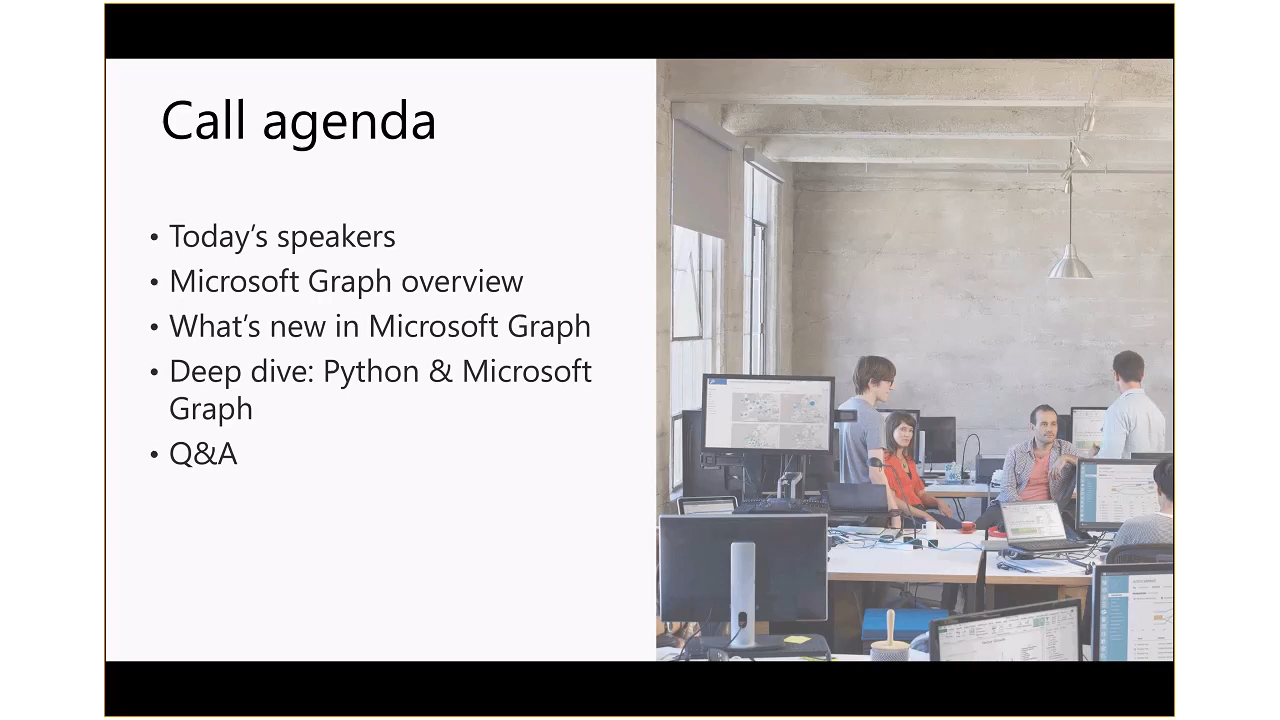 Call agenda
• Today's speakers
• Microsoft Graph overview
• What's new in Microsoft Graph
• Deep dive: Python & Microsoft
Graph
• Q&A